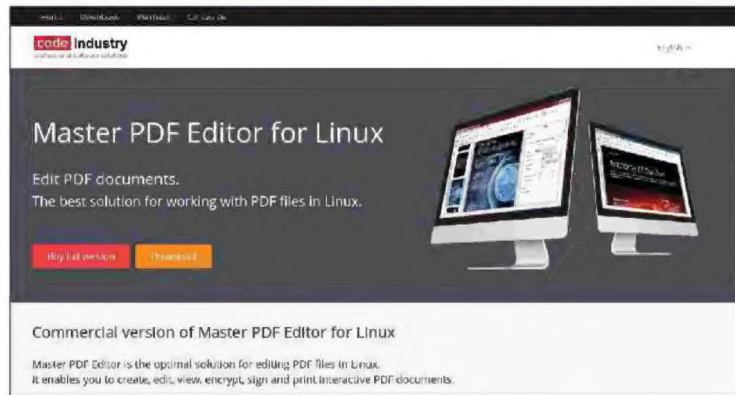 Contact Us
code industry
English
Master PDF Editor for Linux
Edit PDF documents.
The best solution for working with PDF files in Linux.
Buy full version
Download
Commercial version of Master PDF Editor for Linux
Master PDF Editor is the optimal solution for editing PDF files in Linux.
It enables you to create, edit, view, encrypt, sign and print interactive PDF documents.